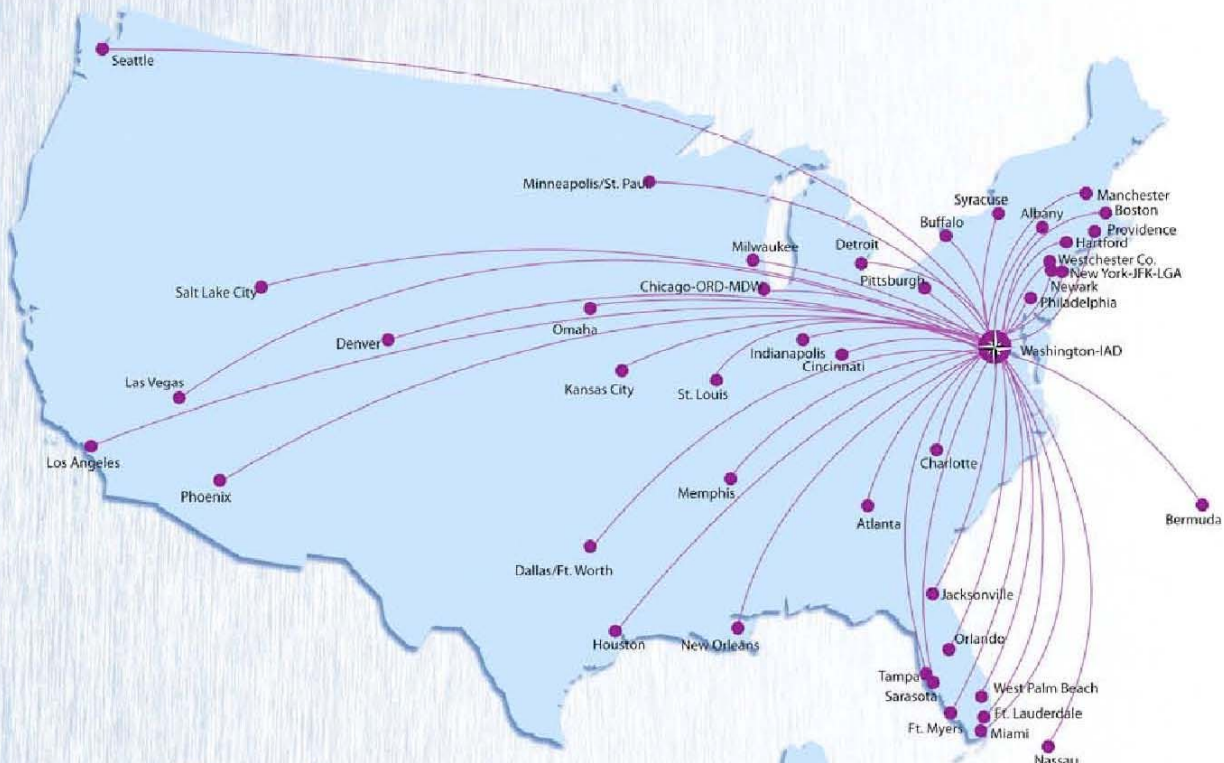 Seattle
Minneapolis/St. Paul
Manchester
Syracuse
Albany
Boston
Buffalo
Providence
Hartford
Milwaukee
Detroit
Westchester Co.
New York-JFK-LGA
Pittsburgh
Chicago-ORD-MDW
Newark
Salt Lake City
Philadelphia
Omaha
Denver
Indianapolis
Washington-IAD
Cincinnati
Las Vegas
Kansas City
St. Louis
Los Angeles
Charlotte
Phoenix
Memphis
Atlanta
Bermuda
Dallas/Ft. Worth
Jacksonville
Orlando
Houston
New Orleans
Tampa
West Palm Beach
Sarasota
Ft. Lauderdale
Ft. Myers
Miami
Nassau